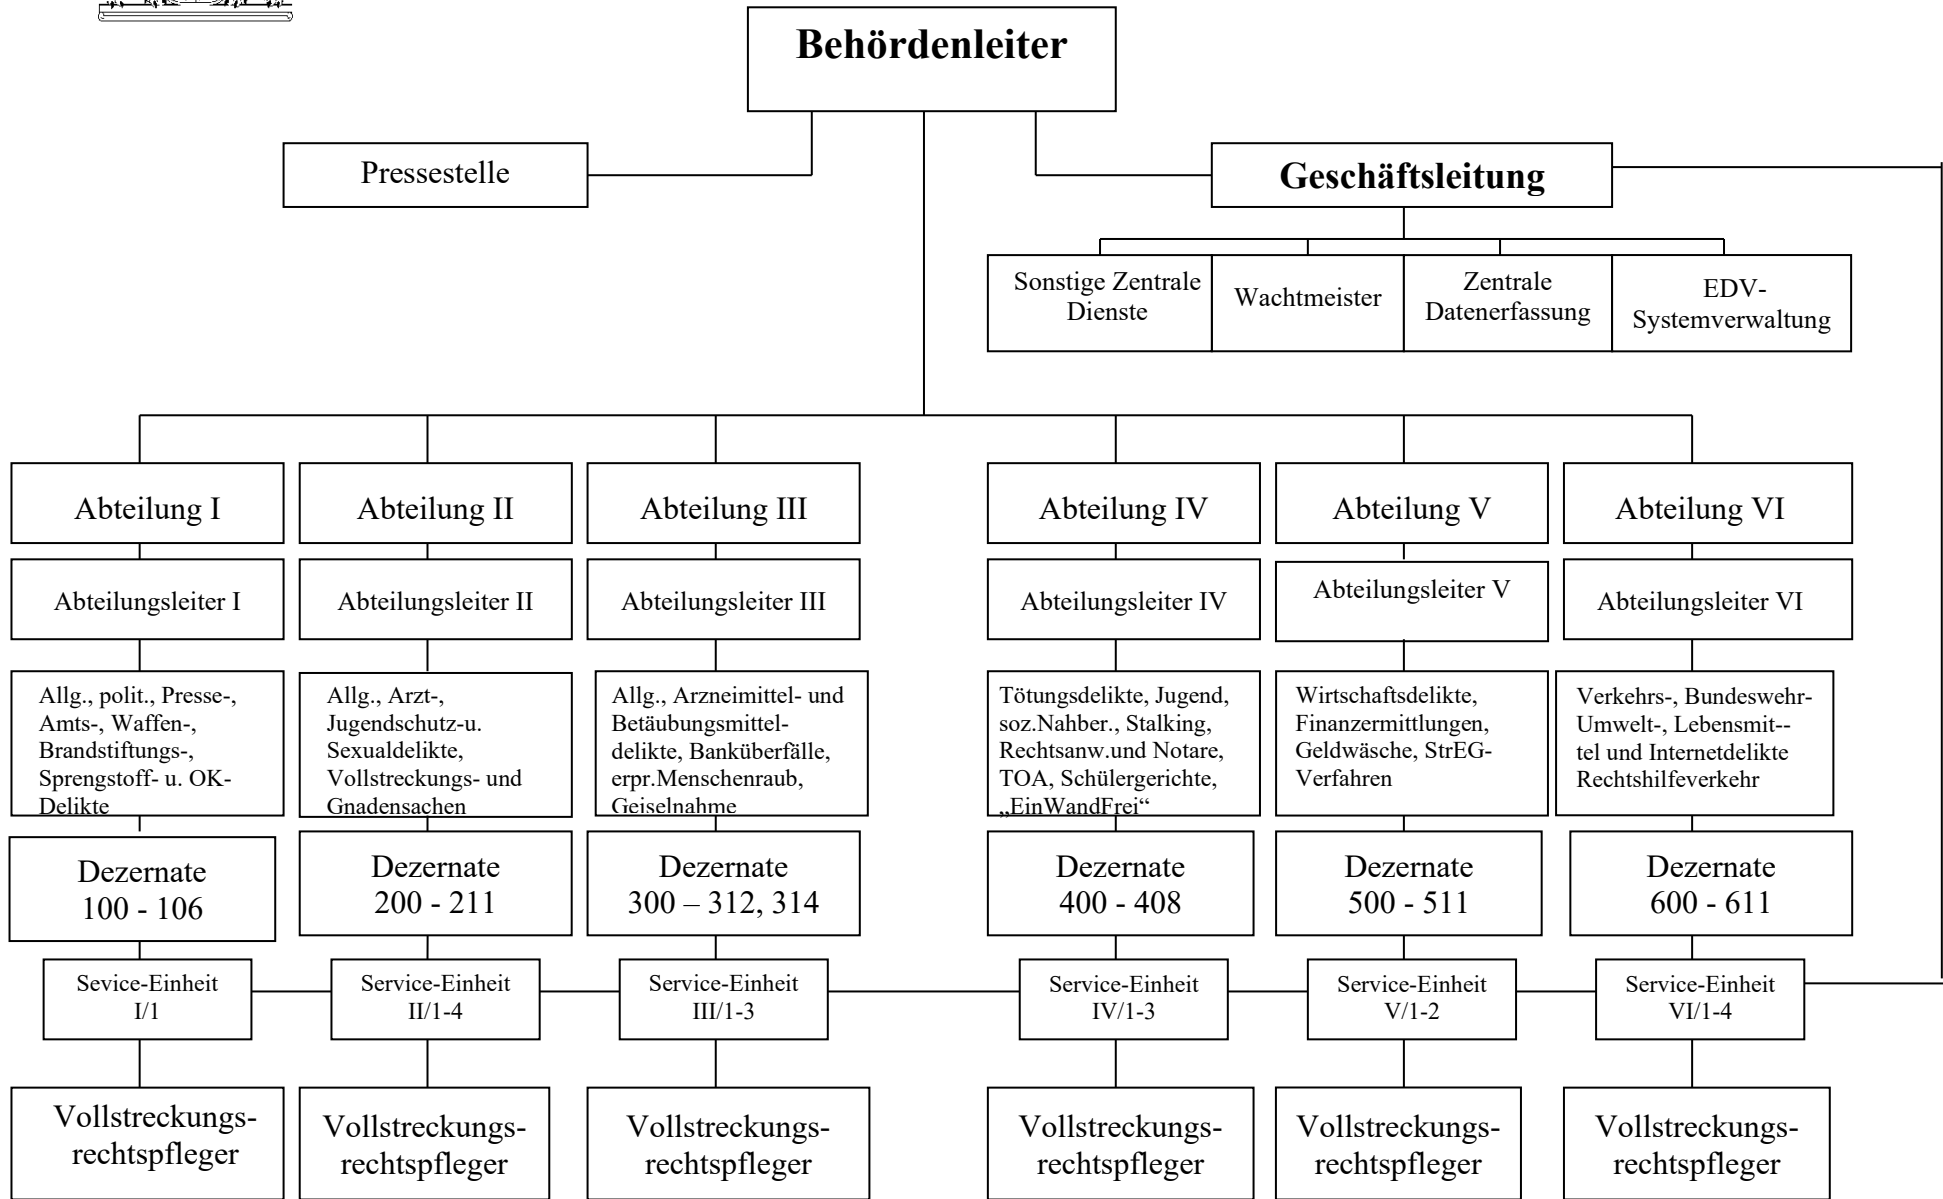 Behördenleiter
Pressestelle
Geschäftsleitung
Sonstige Zentrale
Dienste
Wachtmeister
Zentrale
Datenerfassung
EDV-
Systemverwaltung
Abteilung I
Abteilung II
Abteilung III
Abteilung IV
Abteilung V
Abteilung VI
Abteilungsleiter I
Abteilungsleiter II
Abteilungsleiter III
Abteilungsleiter IV
Abteilungsleiter V
Abteilungsleiter VI
Allg., polit., Presse-,
Amts-, Waffen-,
Brandstiftungs-,
Sprengstoff- u. OK-
Delikte
Allg., Arzt-,
Jugendschutz-u.
Sexualdelikte,
Vollstreckungs- und
Gnadensachen
Allg., Arzneimittel- und
Betäubungsmittel-
delikte, Banküberfälle,
erpr.Menschenraub,
Geiselnahme
Tötungsdelikte, Jugend,
soz.Nahber., Stalking,
Rechtsanw.und Notare,
TOA, Schülergerichte,
„EinWandFrei“
Wirtschaftsdelikte,
Finanzermittlungen,
Geldwäsche, StrEG-
Verfahren
Verkehrs-, Bundeswehr-
Umwelt-, Lebensmit--
tel und Internetdelikte
Rechtshilfeverkehr
Dezernate
100 - 106
Dezernate
200 - 211
Dezernate
300 – 312, 314
Dezernate
400 - 408
Dezernate
500 - 511
Dezernate
600 - 611
Sevice-Einheit
I/1
Service-Einheit
II/1-4
Service-Einheit
III/1-3
Service-Einheit
IV/1-3
Service-Einheit
V/1-2
Service-Einheit
VI/1-4
Vollstreckungs-
rechtspfleger
Vollstreckungs-
rechtspfleger
Vollstreckungs-
rechtspfleger
Vollstreckungs-
rechtspfleger
Vollstreckungs-
rechtspfleger
Vollstreckungs-
rechtspfleger